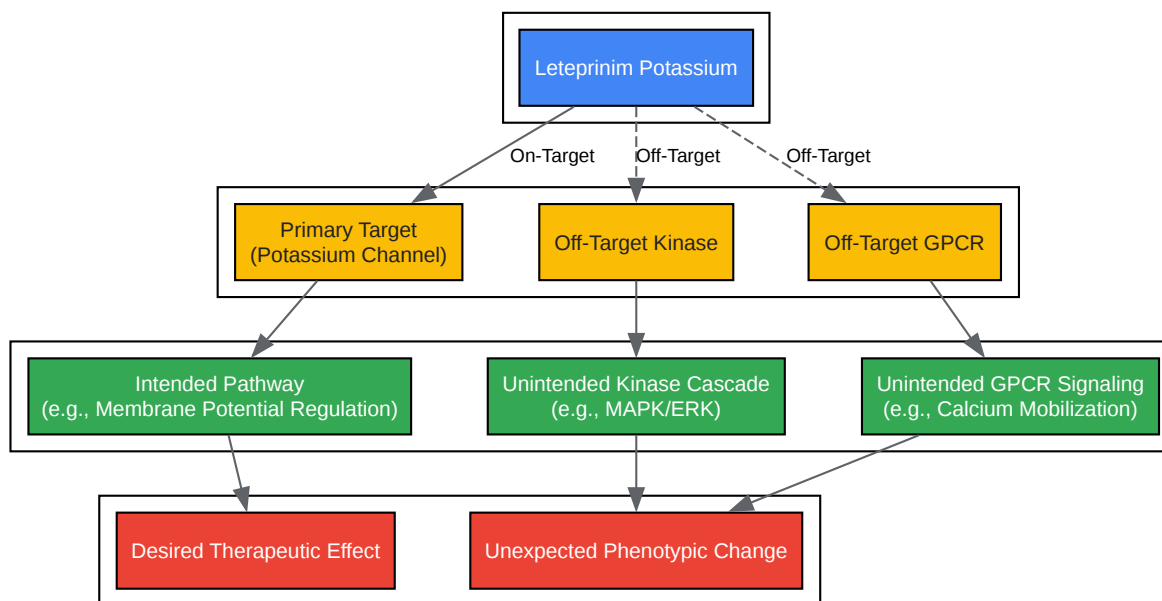 Leteprinim Potassium
On-Target
Off-Target
Off-Target
Primary Target
(Potassium Channel)
Off-Target Kinase
Off-Target GPCR
Intended Pathway
(e.g., Membrane Potential Regulation)
Unintended Kinase Cascade
(e.g., MAPK/ERK)
Unintended GPCR Signaling
(e.g., Calcium Mobilization)
Desired Therapeutic Effect
Unexpected Phenotypic Change